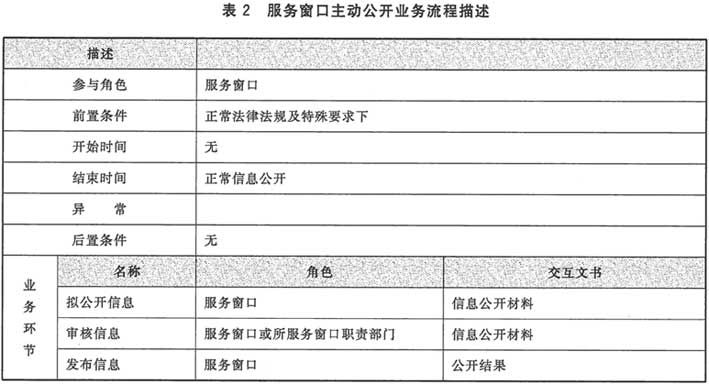 表 2 服务窗口主动公开业务流程描述
描述
参与角色 服务窗口
前置条件 正常法律法规及特殊要求下
开始时间 无
结束时间 正常信息公开
异 常
后置条件 无
业务环节 名称 角色 交互文书
拟公开信息 服务窗口 信息公开材料
审核信息 服务窗口或所服务窗口职责部门 信息公开材料
发布信息 服务窗口 公开结果